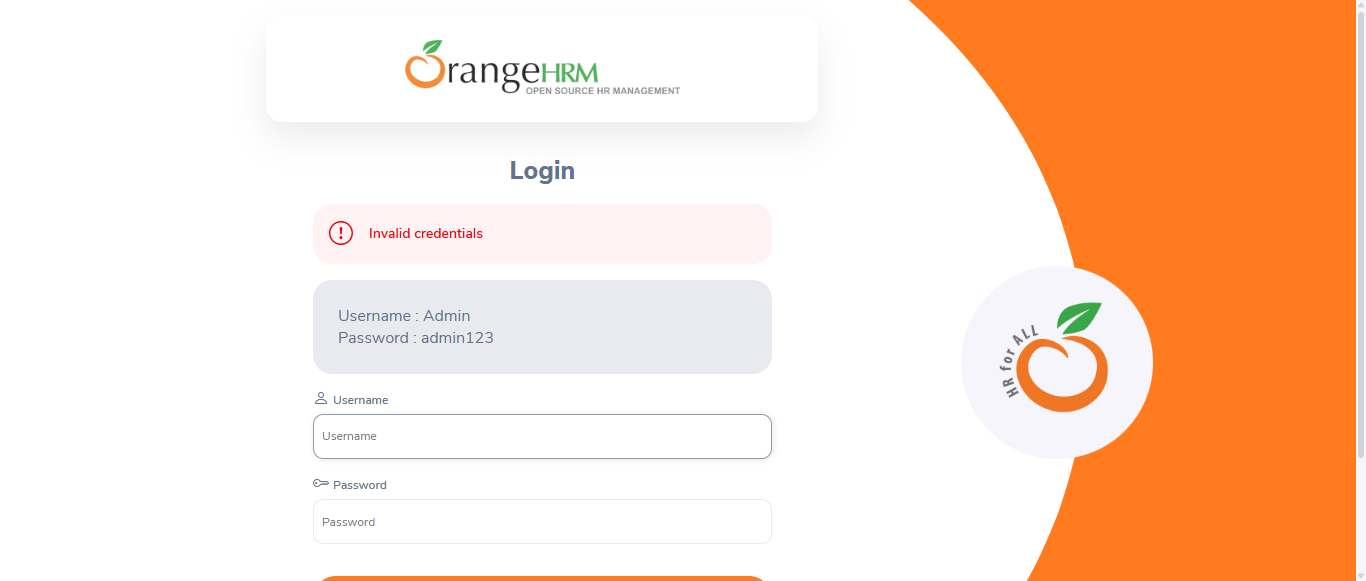 OrangeHRM
OPEN SOURCE HR MANAGEMENT
Login
Invalid credentials
Username : Admin
Password : admin123
Username
Username
Password
Password
HR for ALL